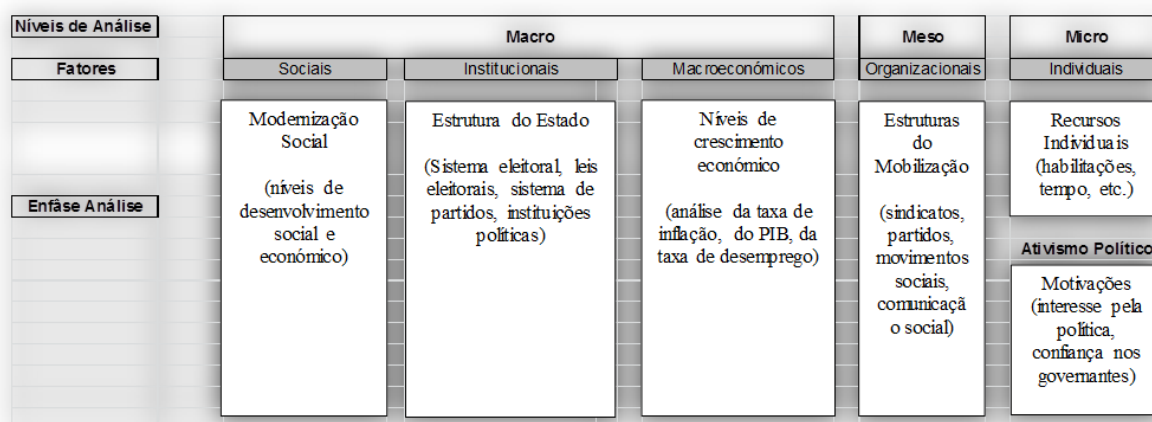 Níveis de Análise
Macro
Meso
Micro
Fatores
Sociais
Institucionais
Macroeconómicos
Organizacionais
Individuais
Enfâse Análise
Modernização
Social
(níveis de
desenvolvimento
social e
económico)
Estrutura do Estado
(Sistema eleitoral, leis
eleitorais, sistema de
partidos, instituições
políticas)
Níveis de
crescimento
económico
(análise da taxa de
inflação, do PIB, da
taxa de desemprego)
Estruturas
do
Mobilização
(sindicatos,
partidos,
movimentos
sociais,
comunicaçã
o social)
Recursos
Individuais
(habilitações,
tempo, etc.)
Ativismo Político
Motivações
(interesse pela
política,
confiança nos
governantes)